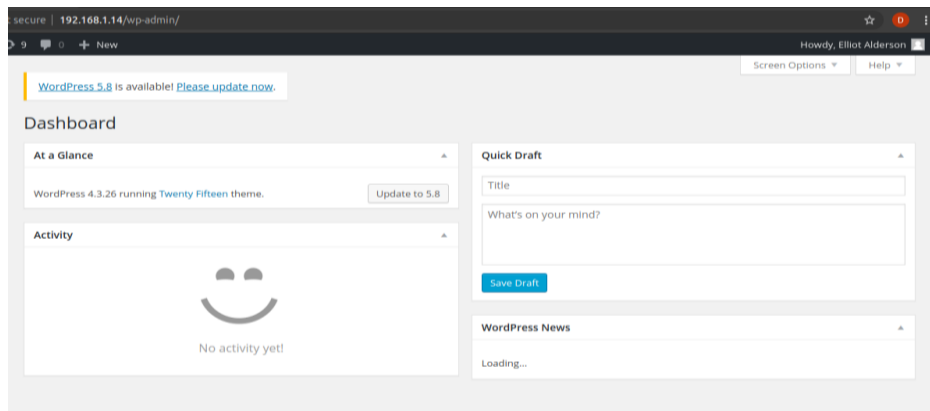 secure | 192.168.1.14/wp-admin/
D
9 0 + New
Howdy, Elliot Alderson
Screen Options ▼ Help ▼
WordPress 5.8 is available! Please update now.
Dashboard
At a Glance
WordPress 4.3.26 running Twenty Fifteen theme.
Update to 5.8
Activity
No activity yet!
Quick Draft
Title
What's on your mind?
Save Draft
WordPress News
Loading...